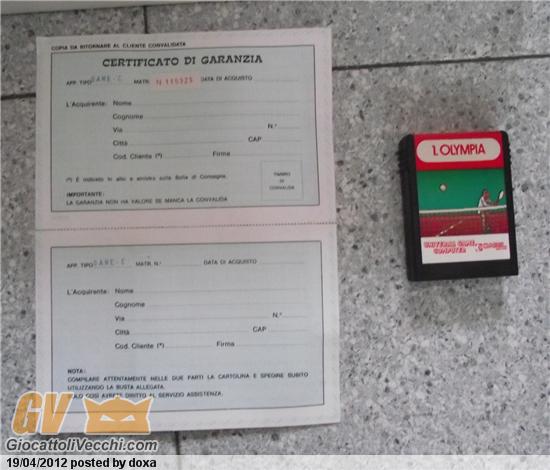 COPIA DA RITORNARE AL CLIENTE CONVALIDATA
CERTIFICATO DI GARANZIA
APP. TIPO GAME-C MATR. N 115325 DATA DI ACQUISTO
L'Acquirente: Nome
Cognome
Via N.°
Città CAP
Cod. Cliente (*) Firma
(*) È indicato in alto a sinistra sulla Bolla di Consegna.
TIMBRO
DI
CONVALIDA
IMPORTANTE:
LA GARANZIA NON HA VALORE SE MANCA LA CONVALIDA
APP. TIPO GAME-C MATR. N.° DATA DI ACQUISTO
L'Acquirente: Nome
Cognome
Via N.°
Città CAP
Cod. Cliente (*) Firma
NOTA:
COMPILARE ATTENTAMENTE NELLE DUE PARTI LA CARTOLINA E SPEDIRE SUBITO
UTILIZZANDO LA BUSTA ALLEGATA.
SOLO COSÌ AVRETE DIRITTO AL SERVIZIO ASSISTENZA.
1. OLYMPIA
UNIVERSAL GAME
COMPUTER
GV
GiocattoliVecchi.com
19/04/2012 posted by doxa